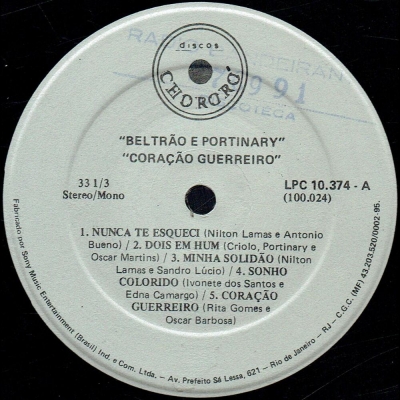 discos
CHORORÓ
991
"BELTRÃO E PORTINARY"
"CORAÇÃO GUERREIRO"
33 1/3
Stereo/Mono
LPC 10.374 - A
(100.024)
1. NUNCA TE ESQUECI (Nilton Lamas e Antonio
Bueno) / 2. DOIS EM HUM (Criolo, Portinary e
Oscar Martins) / 3. MINHA SOLIDÃO (Nilton
Lamas e Sandro Lúcio) / 4. SONHO
COLORIDO (Ivonete dos Santos e
Edna Camargo) / 5. CORAÇÃO
GUERREIRO (Rita Gomes e
Oscar Barbosa)
Fabricado por Sony Music Entertainment (Brasil) Ind. e Com. Ltda. - Av. Prefeito Sá Lessa, 621 - Rio de Janeiro - RJ - C.G.C. (MF) 43.203.520/0002-95.